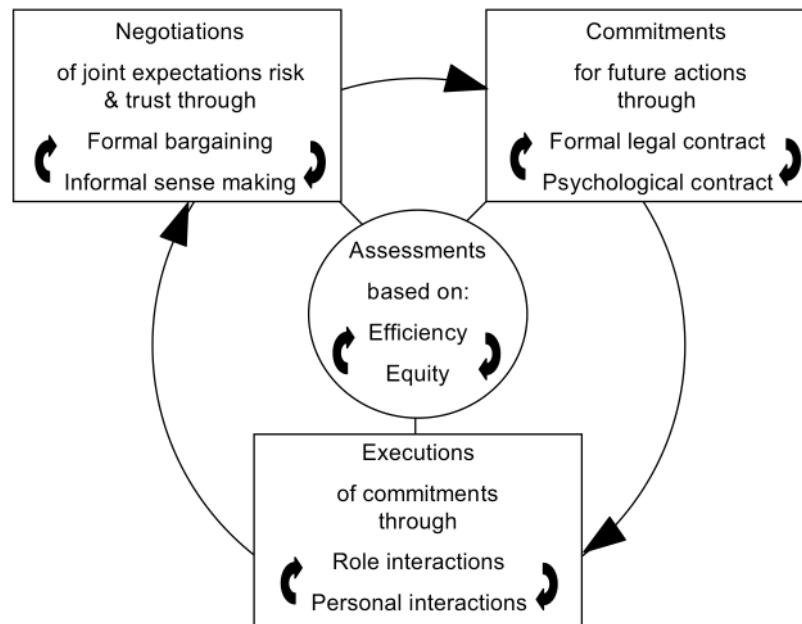 Negotiations
of joint expectations risk
& trust through
Formal bargaining
Informal sense making
Commitments
for future actions
through
Formal legal contract
Psychological contract
Assessments
based on:
Efficiency
Equity
Executions
of commitments
through
Role interactions
Personal interactions